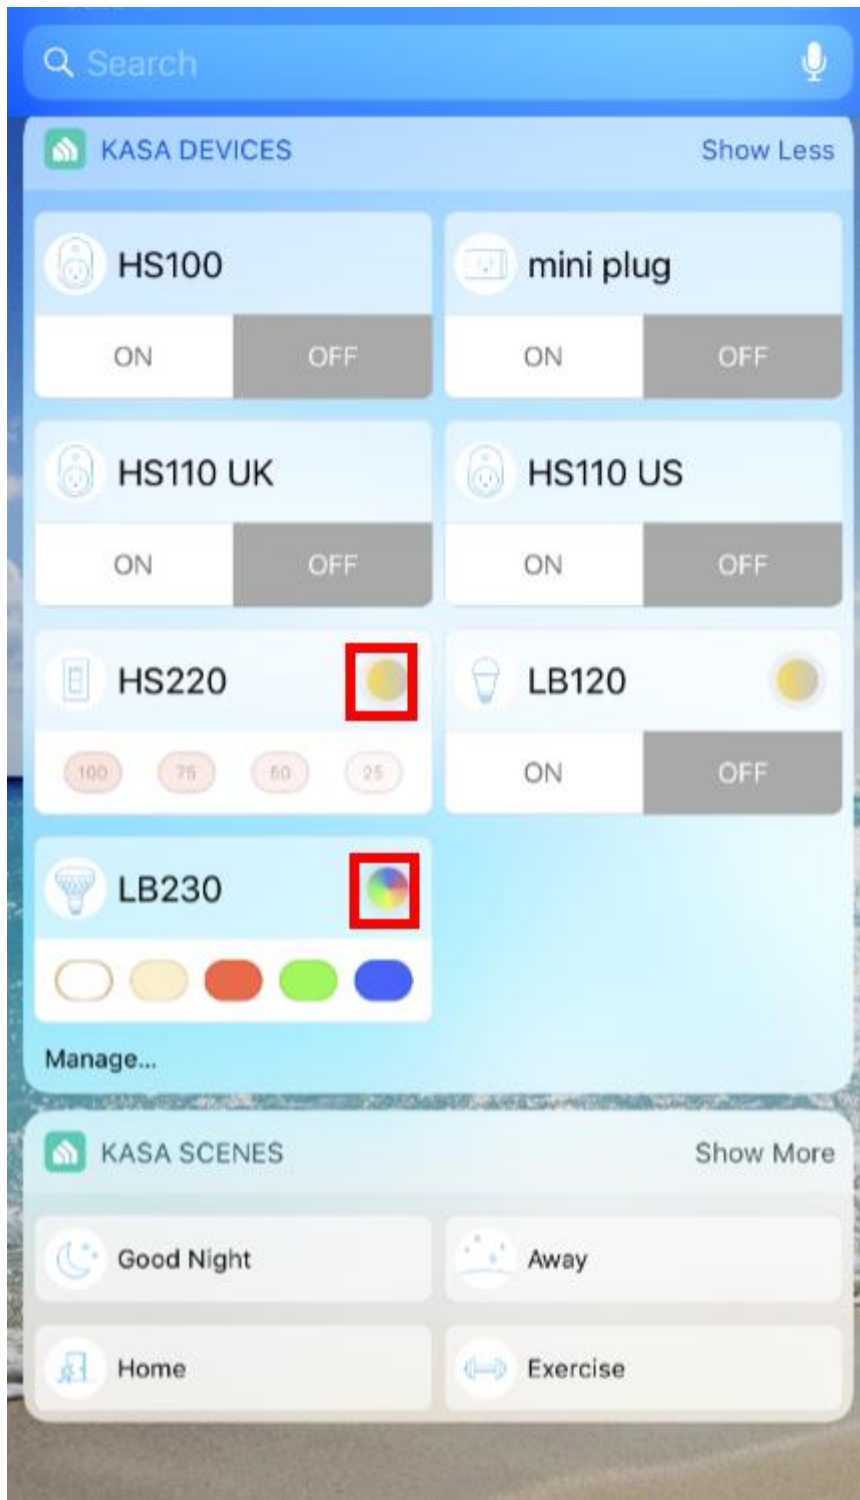 Search
KASA DEVICES Show Less
HS100 mini plug
ON OFF ON OFF
HS110 UK HS110 US
ON OFF ON OFF
HS220 LB120
100 75 50 25 ON OFF
LB230
Manage...
KASA SCENES Show More
Good Night Away
Home Exercise